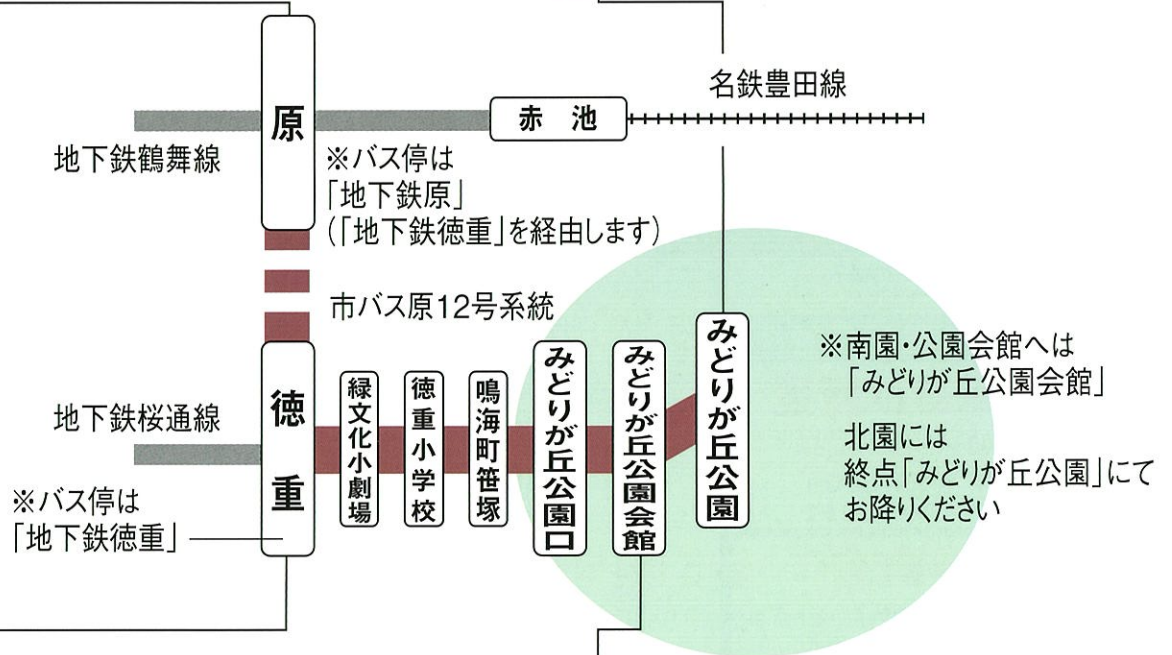 名鉄豊田線
原
赤池
地下鉄鶴舞線
※バス停は
「地下鉄原」
(「地下鉄徳重」を経由します)
市バス原12号系統
徳重
緑文化小劇場
徳重小学校
鳴海町笹塚
みどりが丘公園口
みどりが丘公園会館
みどりが丘公園
地下鉄桜通線
※バス停は
「地下鉄徳重」
※南園・公園会館へは
「みどりが丘公園会館」
北園には
終点「みどりが丘公園」にて
お降りください